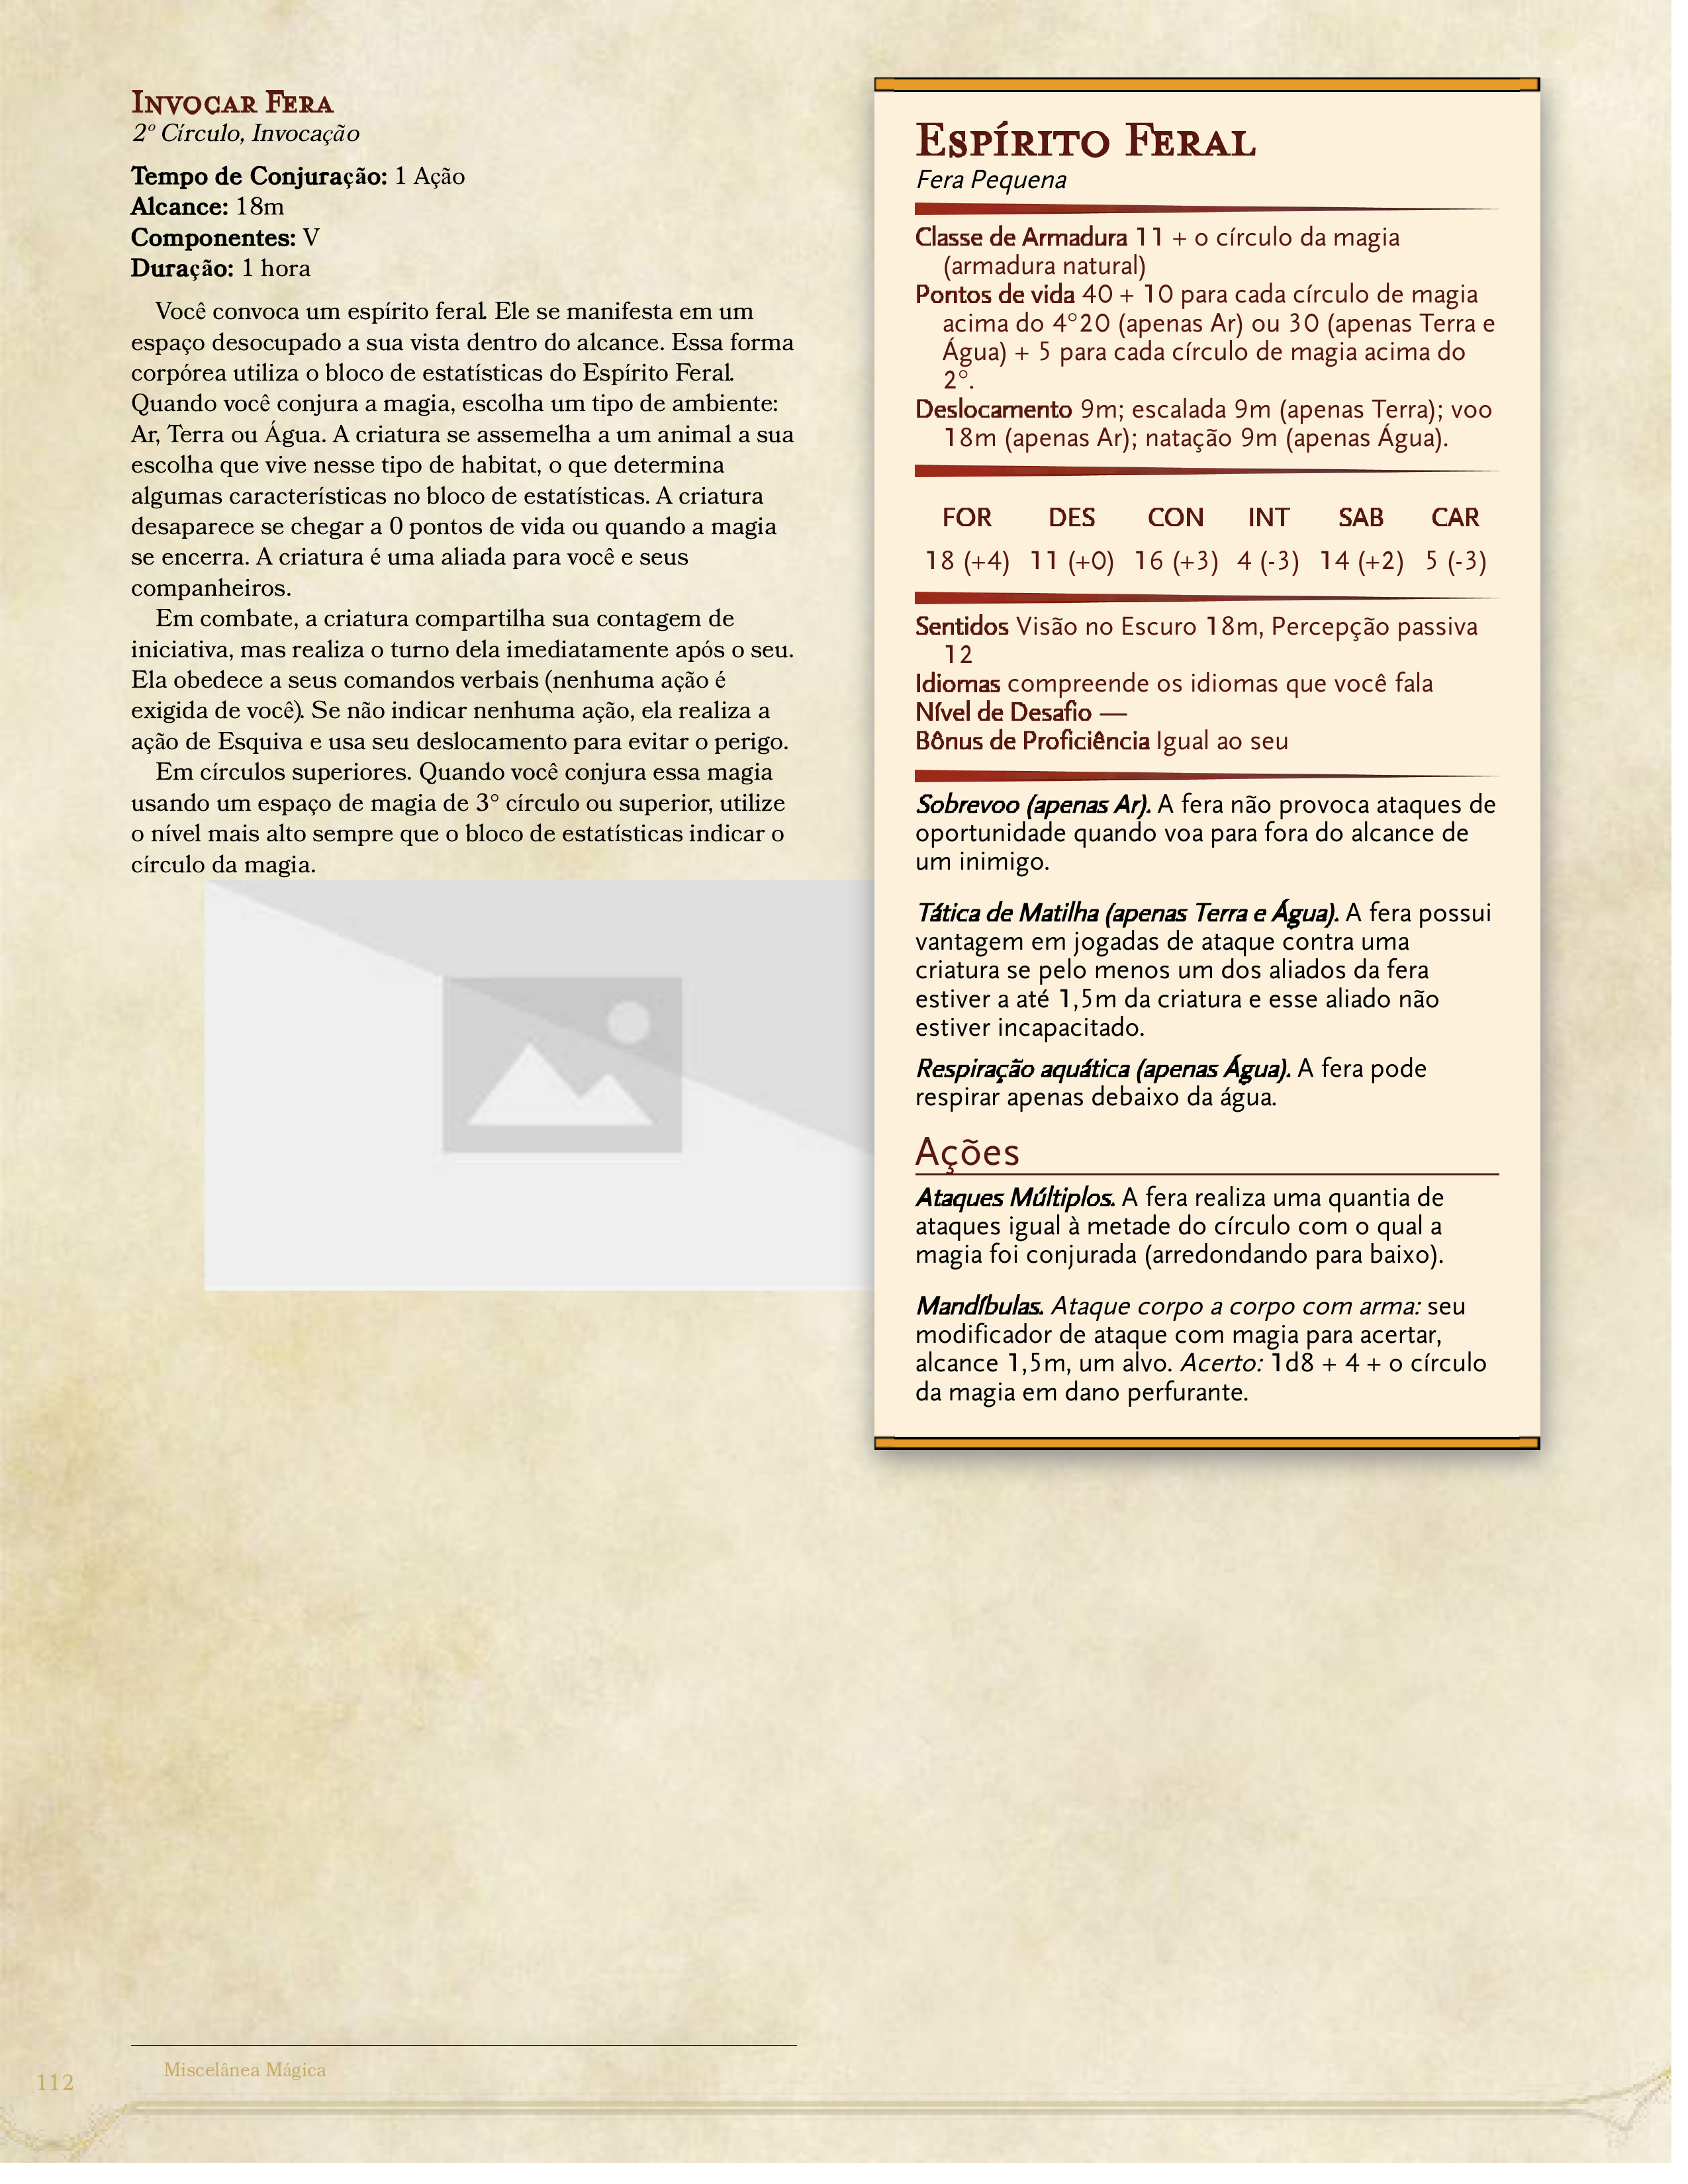 Invocar Fera
2º Círculo, Invocação
Tempo de Conjuração: 1 Ação
Alcance: 18m
Componentes: V
Duração: 1 hora
Você convoca um espírito feral. Ele se manifesta em um
espaço desocupado a sua vista dentro do alcance. Essa forma
corpórea utiliza o bloco de estatísticas do Espírito Feral.
Quando você conjura a magia, escolha um tipo de ambiente:
Ar, Terra ou Água. A criatura se assemelha a um animal a sua
escolha que vive nesse tipo de habitat, o que determina
algumas características no bloco de estatísticas. A criatura
desaparece se chegar a 0 pontos de vida ou quando a magia
se encerra. A criatura é uma aliada para você e seus
companheiros.
Em combate, a criatura compartilha sua contagem de
iniciativa, mas realiza o turno dela imediatamente após o seu.
Ela obedece a seus comandos verbais (nenhuma ação é
exigida de você). Se não indicar nenhuma ação, ela realiza a
ação de Esquiva e usa seu deslocamento para evitar o perigo.
Em círculos superiores. Quando você conjura essa magia
usando um espaço de magia de 3° círculo ou superior, utilize
o nível mais alto sempre que o bloco de estatísticas indicar o
círculo da magia.
Espírito Feral
Fera Pequena
Classe de Armadura 11 + o círculo da magia
(armadura natural)
Pontos de vida 40 + 10 para cada círculo de magia
acima do 4°20 (apenas Ar) ou 30 (apenas Terra e
Água) + 5 para cada círculo de magia acima do
2°.
Deslocamento 9m; escalada 9m (apenas Terra); voo
18m (apenas Ar); natação 9m (apenas Água).
FOR DES CON INT SAB CAR
18 (+4) 11 (+0) 16 (+3) 4 (-3) 14 (+2) 5 (-3)
Sentidos Visão no Escuro 18m, Percepção passiva
12
Idiomas compreende os idiomas que você fala
Nível de Desafio —
Bônus de Proficiência Igual ao seu
Sobrevoo (apenas Ar). A fera não provoca ataques de
oportunidade quando voa para fora do alcance de
um inimigo.
Tática de Matilha (apenas Terra e Água). A fera possui
vantagem em jogadas de ataque contra uma
criatura se pelo menos um dos aliados da fera
estiver a até 1,5m da criatura e esse aliado não
estiver incapacitado.
Respiração aquática (apenas Água). A fera pode
respirar apenas debaixo da água.
Ações
Ataques Múltiplos. A fera realiza uma quantia de
ataques igual à metade do círculo com o qual a
magia foi conjurada (arredondando para baixo).
Mandíbulas. Ataque corpo a corpo com arma: seu
modificador de ataque com magia para acertar,
alcance 1,5m, um alvo. Acerto: 1d8 + 4 + o círculo
da magia em dano perfurante.
Miscelânea Mágica
112